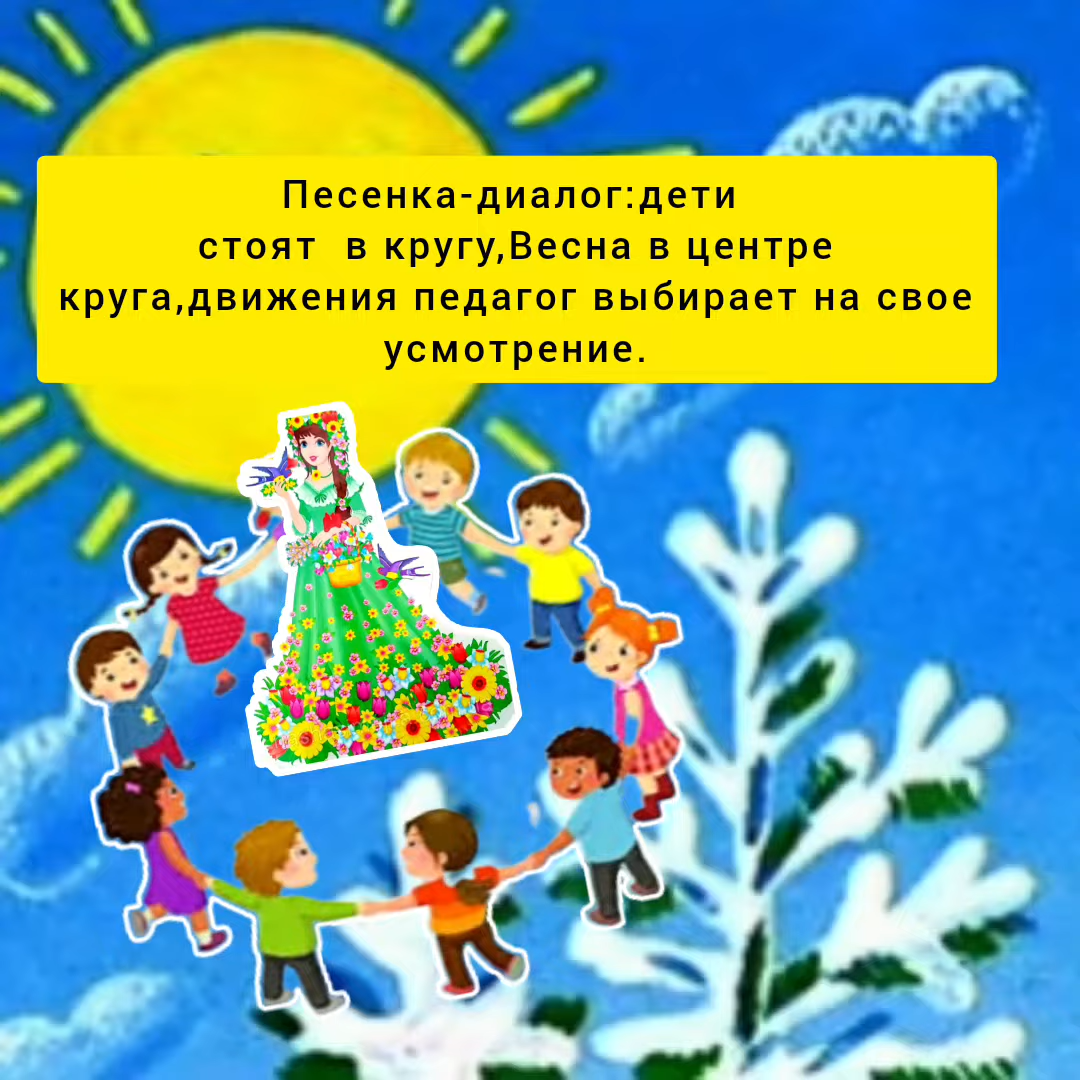 Песенка-диалог:дети
стоят  в кругу,Весна в центре
круга,движения педагог выбирает на свое
усмотрение.